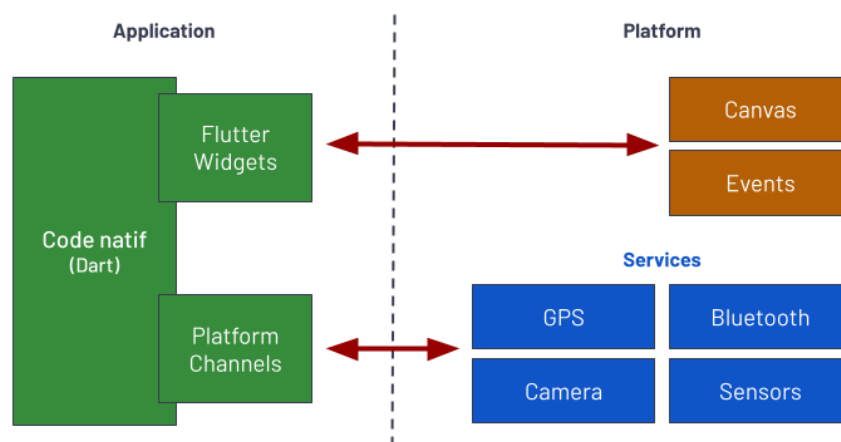 Application
Platform
Flutter
Widgets
Canvas
Events
Code natif
(Dart)
Services
Platform
Channels
GPS
Bluetooth
Camera
Sensors